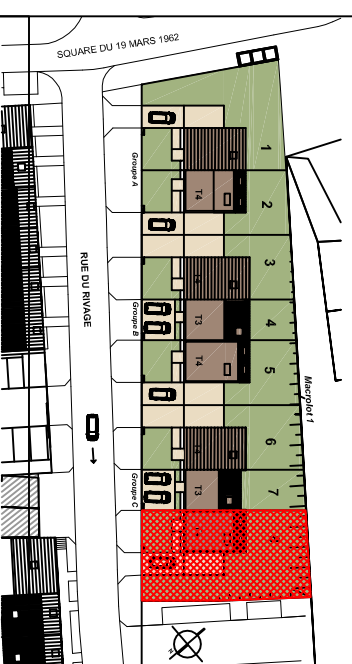 SQUARE DU 19 MARS 1962
RUE DU RIVAGE
Macrolot 1
Groupe A
Groupe B
Groupe C
1
2
3
4
5
6
7
T4
T3
T4
T3
N